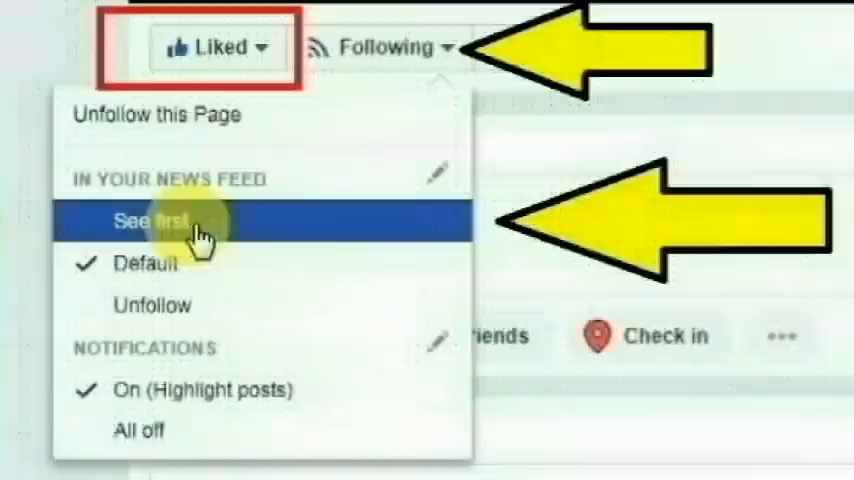 Liked
Following
Unfollow this Page
IN YOUR NEWS FEED
See first
Default
Unfollow
riends
Check in
NOTIFICATIONS
On (Highlight posts)
All off